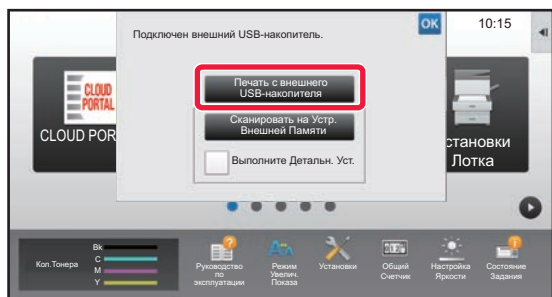 Подключен внешний USB-накопитель.
OK
10:15
Печать с внешнего
USB-накопителя
Сканировать на Устр.
Внешней Памяти
Выполните Детальн. Уст.
CLOUD
PORTAL
CLOUD POR
становки
Лотка
Кол.Тонера
Bk
C
M
Y
Руководство
по
эксплуатации
Режим
Увелич.
Показа
Установки
Общий
Счетчик
Настройка
Яркости
Состояние
Задания